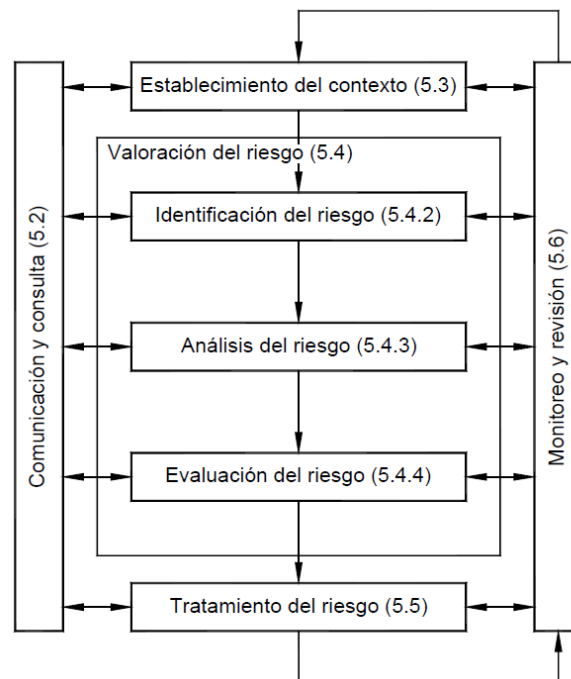 Establecimiento del contexto (5.3)
Valoración del riesgo (5.4)
Identificación del riesgo (5.4.2)
Análisis del riesgo (5.4.3)
Evaluación del riesgo (5.4.4)
Tratamiento del riesgo (5.5)
Comunicación y consulta (5.2)
Monitoreo y revisión (5.6)